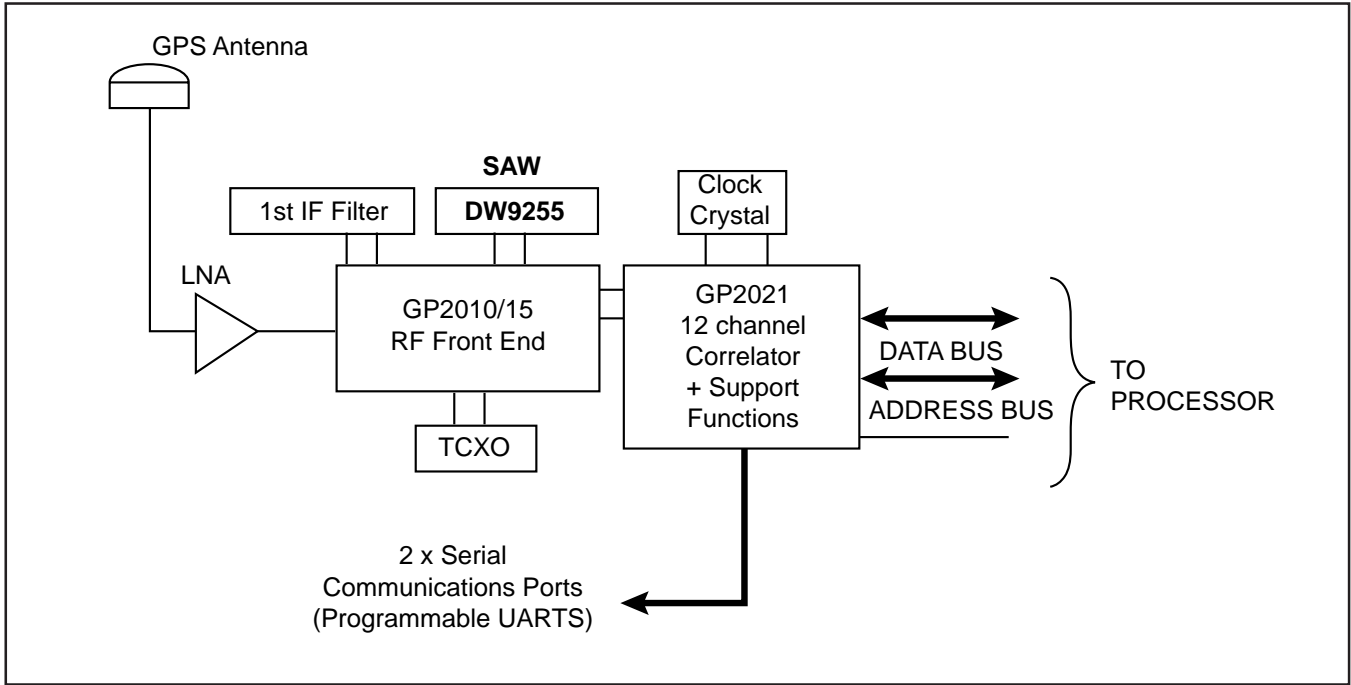 GPS Antenna
SAW
1st IF Filter
DW9255
Clock
Crystal
LNA
GP2010/15
RF Front End
GP2021
12 channel
Correlator
+ Support
Functions
DATA BUS
ADDRESS BUS
TO
PROCESSOR
TCXO
2 x Serial
Communications Ports
(Programmable UARTS)